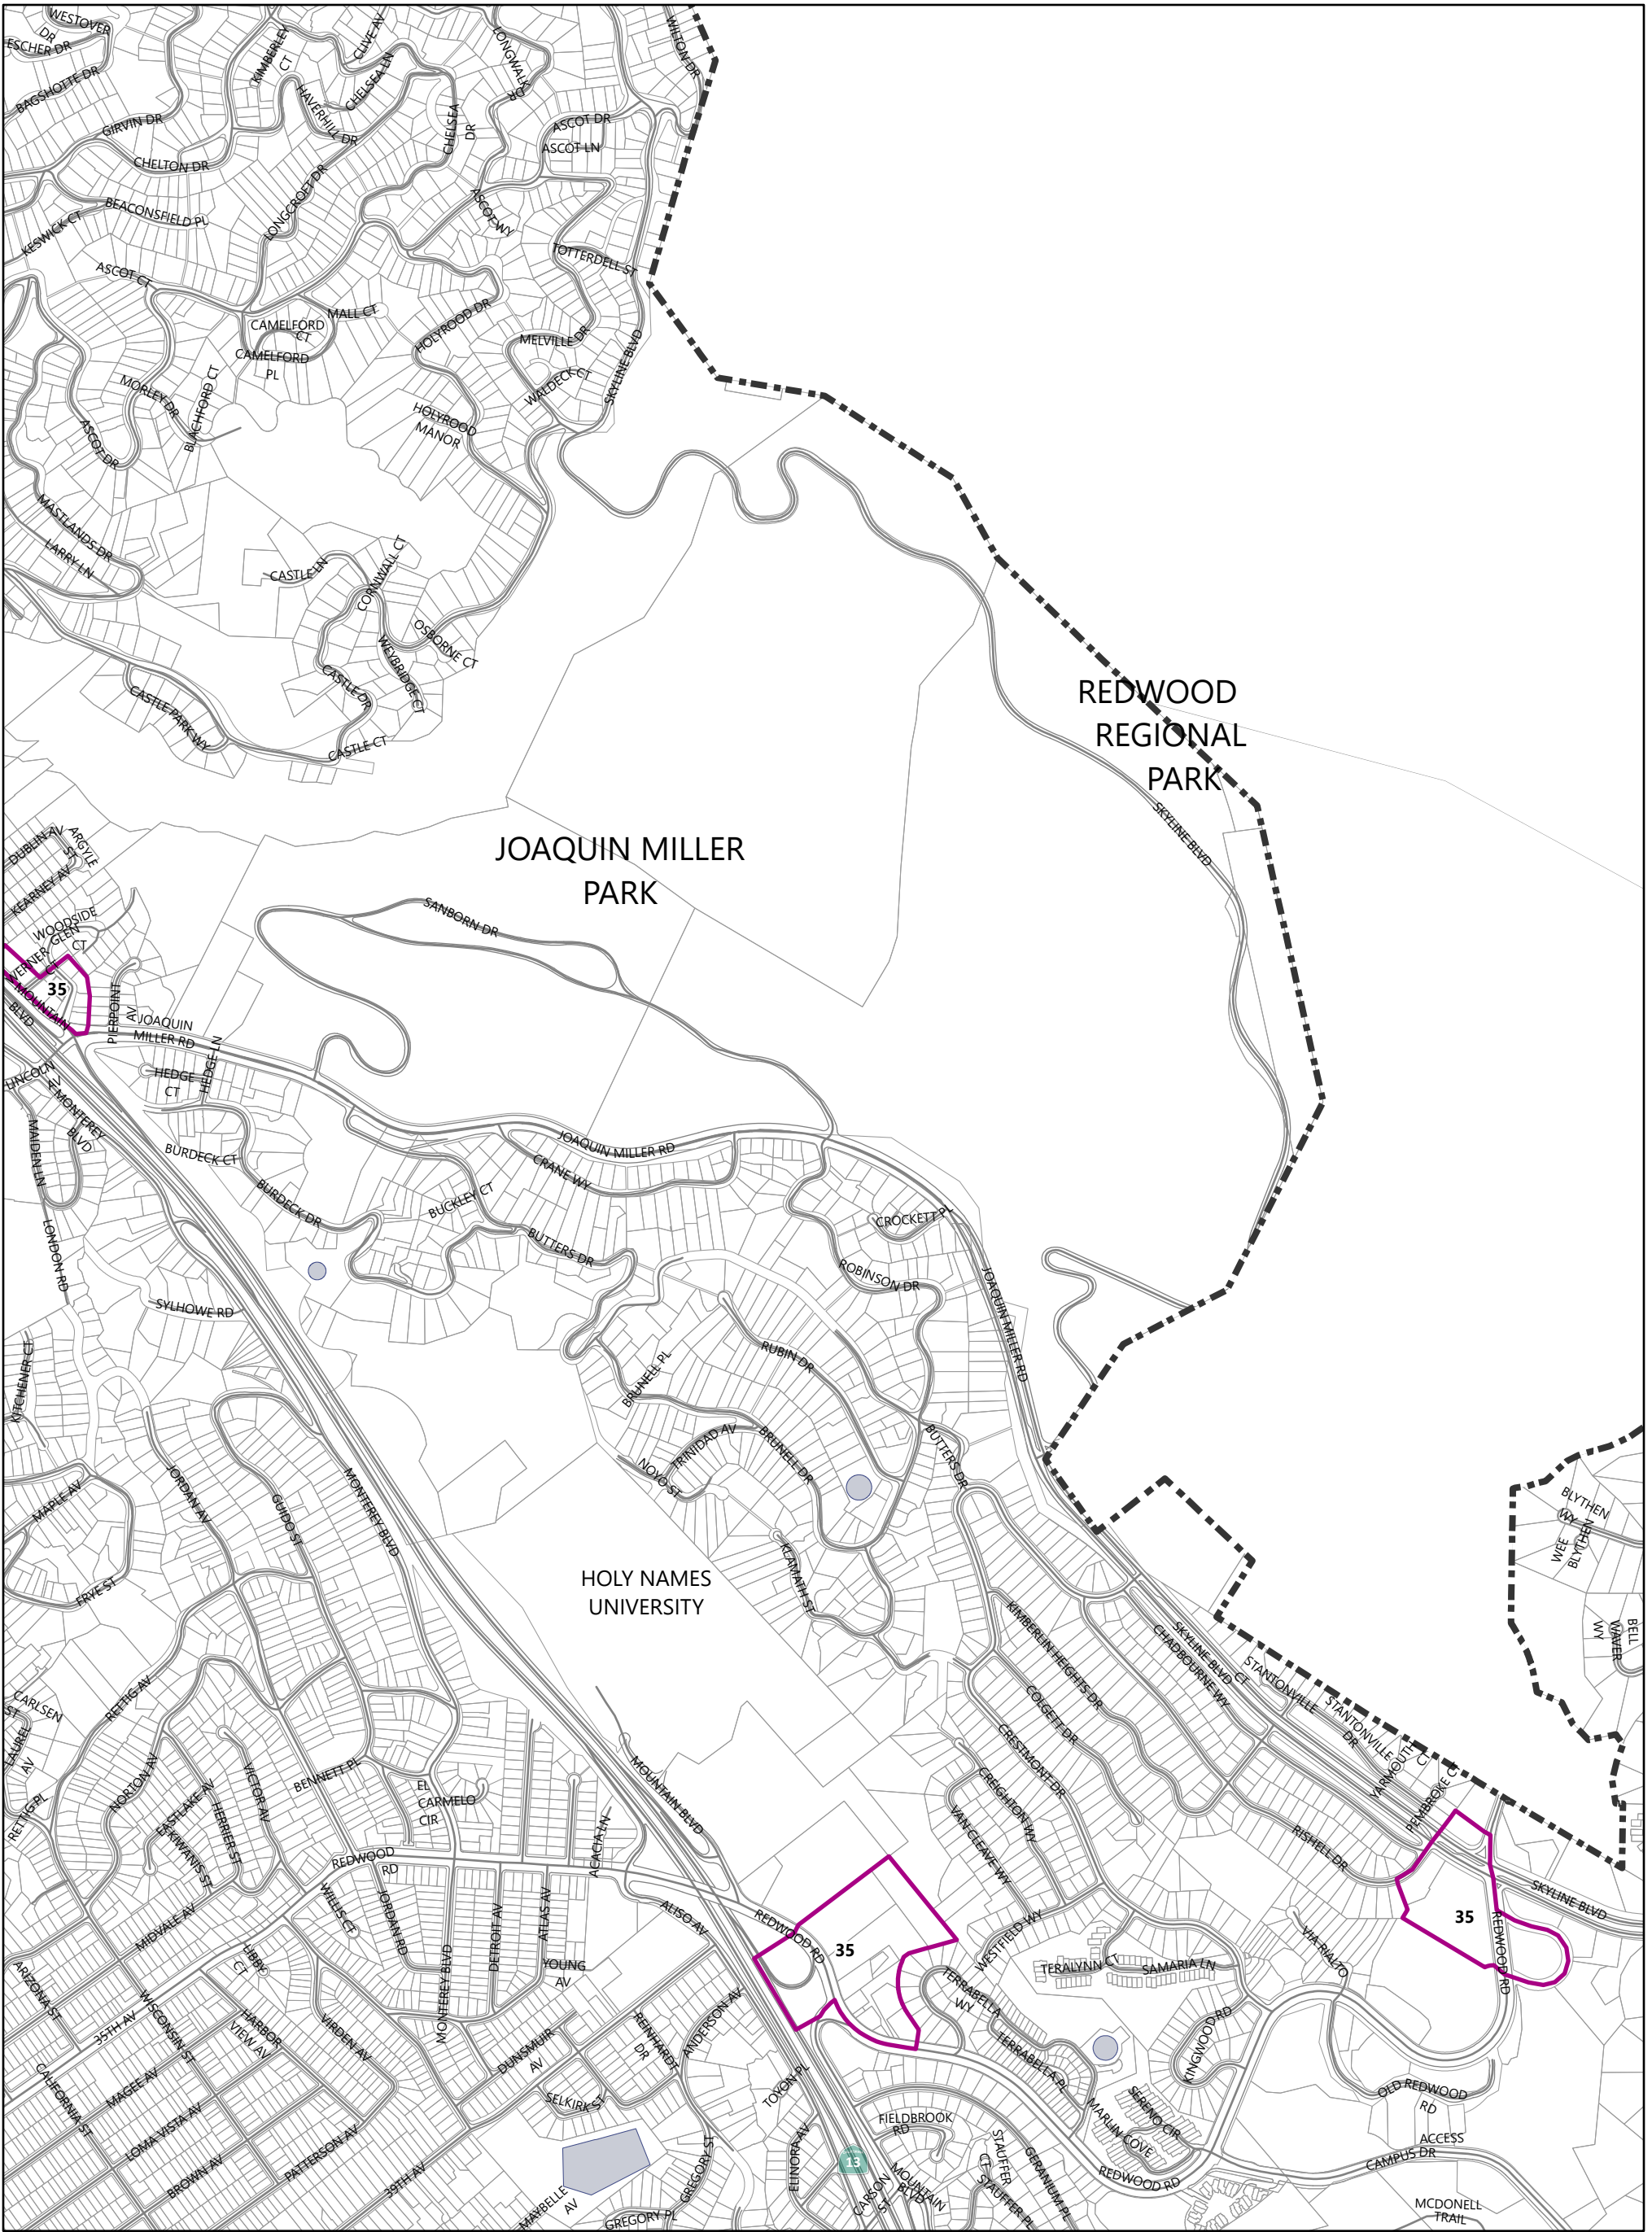 WESTOVER
DR
ESCHER DR
BAGSHOTTE DR
GIRVIN DR
CHELTON DR
KIMBERLEY
CT
CLIVE AV
CHELSEA LN
HAVERHILL DR
CHELSEA
DR
LONGWALK
DR
WILTON DR
ASCOT DR
ASCOT LN
ASCOT WY
LONGCROFT DR
BEACONSFIELD PL
KESWICK CT
ASCOT CT
TOTTERDELL ST
MALL CT
CAMELFORD
CT
CAMELFORD
PL
HOLYROOD DR
MELVILLE DR
WALDECK CT
SKYLINE BLVD
MORLEY DR
BLACHFORD CT
ASCOT DR
HOLYROOD
MANOR
MASTLANDS DR
LARRY LN
CASTLE LN
CORNWALL CT
OSBORNE CT
WEYBRIDGE CT
CASTLE DR
CASTLE PARK WY
CASTLE CT
REDWOOD
REGIONAL
PARK
SKYLINE BLVD
JOAQUIN MILLER
PARK
DUBLIN AV
ARGYLE
ST
KEARNEY AV
WOODSIDE
GLEN
CT
WERNER
CT
35
MOUNTAIN
BLVD
PIERPOINT
AV
JOAQUIN
MILLER RD
SANBORN DR
HEDGE LN
HEDGE
CT
LINCOLN
AV
MONTEREY
BLVD
MAIDEN LN
BURDECK CT
JOAQUIN MILLER RD
CRANE WY
BURDECK DR
BUCKLEY CT
BUTTERS DR
CROCKETT PL
ROBINSON DR
JOAQUIN MILLER RD
LONDON RD
SYLHOWE RD
KITCHENER CT
RUBIN DR
BRUNELL PL
TRINIDAD AV
BRUNELL DR
BUTTERS DR
NOYO ST
MAPLE AV
JORDAN AV
GUIDO ST
MONTEREY BLVD
KLAMATH ST
FRYE ST
HOLY NAMES
UNIVERSITY
BLYTHEN
WY
WEE
BLYTHEN
BELL
WAVER
WY
KIMBERLIN HEIGHTS DR
SKYLINE BLVD
CHADBOURNE WY
STANTONVILLE
CT
STANTONVILLE
DR
YARMOUTH
CT
PEMBROKE CT
COLGETT DR
CRESTMONT DR
RETTIG AV
CARLSEN
ST
LAUREL
AV
RETTIG PL
NORTON AV
EASTLAKE AV
KIWANIS ST
HERRIER ST
VICTOR AV
BENNETT PL
EL
CARMELO
CIR
MOUNTAIN BLVD
CREIGHTON WY
VAN CLEAVE WY
RISHELL DR
REDWOOD
RD
ACACIA LN
ALISO AV
REDWOOD RD
35
WESTFIELD WY
TERALYNN CT
SAMARIA LN
VIA RIALTO
35
SKYLINE BLVD
REDWOOD RD
WILLIS CT
JORDAN RD
MONTEREY BLVD
DETROIT AV
ATLAS AV
YOUNG
AV
MIDVALE AV
LIBBY
CT
ARIZONA ST
35TH AV
WISCONSIN ST
HARBOR
VIEW AV
VIRDEN AV
DUNSMUIR
AV
REINHARDT
DR
ANDERSON AV
TERRABELLA
WY
TERRABELLA PL
KINGWOOD RD
OLD REDWOOD
RD
CALIFORNIA ST
MAGEE AV
LOMA VISTA AV
BROWN AV
PATTERSON AV
39TH AV
SELKIRK ST
TOYON PL
GREGORY ST
MAYBELLE
AV
GREGORY PL
ELINORA AV
13
CARSON
ST
FIELDBROOK
RD
MOUNTAIN
BLVD
STAUFFER
CT
STAUFFER PL
GERANIUM PL
SERENO CIR
MARLIN COVE
REDWOOD RD
ACCESS
RD
CAMPUS DR
MCDONELL
TRAIL